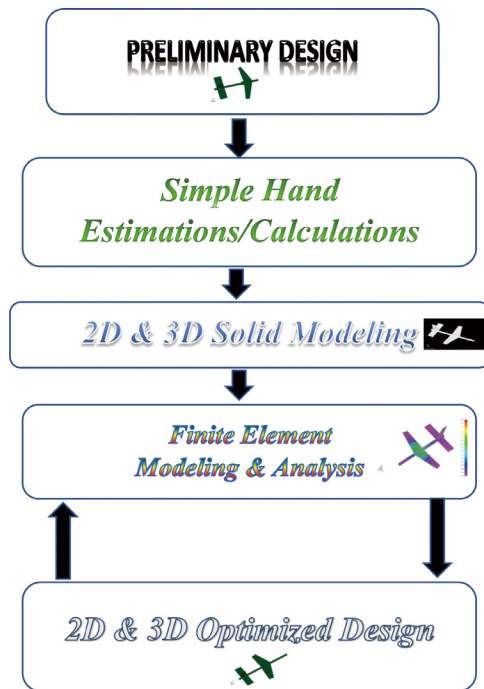 PRELIMINARY DESIGN
Simple Hand
Estimations/Calculations
2D & 3D Solid Modeling
Finite Element
Modeling & Analysis
2D & 3D Optimized Design